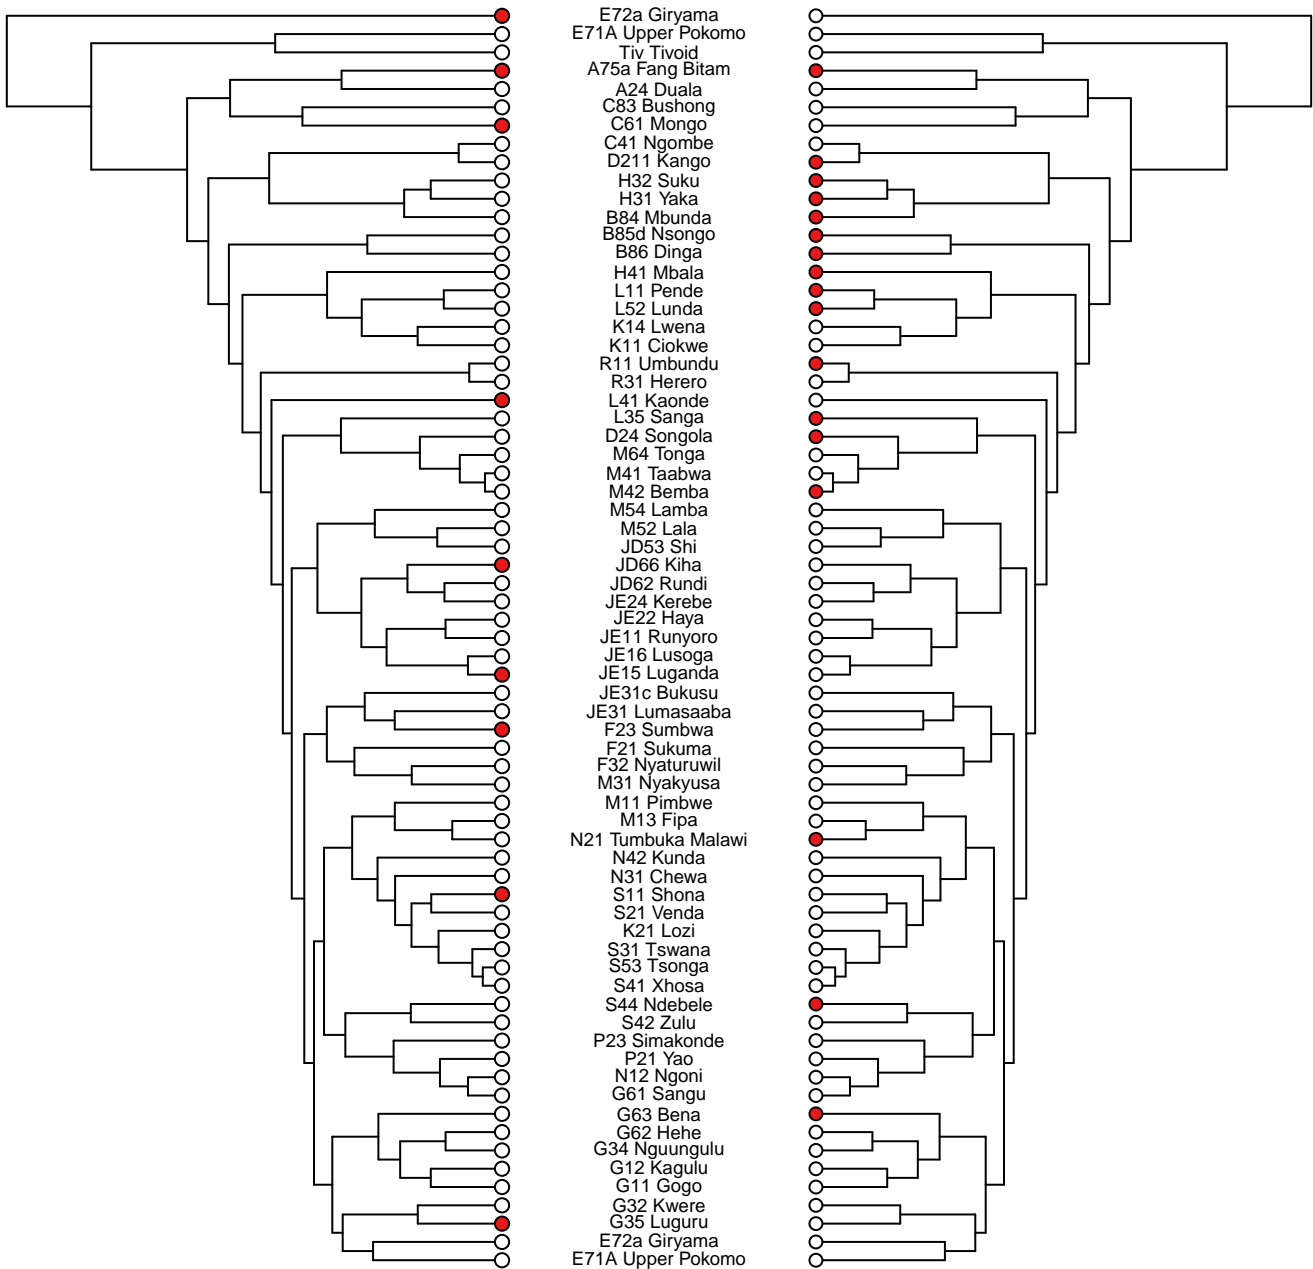 E72a Giryama
E71A Upper Pokomo
Tiv Tivoid
A75a Fang Bitam
A24 Duala
C83 Bushong
C61 Mongo
C41 Ngombe
D211 Kango
H32 Suku
H31 Yaka
B84 Mbunda
B85d Nsongo
B86 Dinga
H41 Mbala
L11 Pende
L52 Lunda
K14 Lwena
K11 Ciokwe
R11 Umbundu
R31 Herero
L41 Kaonde
L35 Sanga
D24 Songola
M64 Tonga
M41 Taabwa
M42 Bemba
M54 Lamba
M52 Lala
JD53 Shi
JD66 Kiha
JD62 Rundi
JE24 Kerebe
JE22 Haya
JE11 Runyoro
JE16 Lusoga
JE15 Luganda
JE31c Bukusu
JE31 Lumasaaba
F23 Sumbwa
F21 Sukuma
F32 Nyaturuwil
M31 Nyakyusa
M11 Pimbwe
M13 Fipa
N21 Tumbuka Malawi
N42 Kunda
N31 Chewa
S11 Shona
S21 Venda
K21 Lozi
S31 Tswana
S53 Tsonga
S41 Xhosa
S44 Ndebele
S42 Zulu
P23 Simakonde
P21 Yao
N12 Ngoni
G61 Sangu
G63 Bena
G62 Hehe
G34 Nguungulu
G12 Kagulu
G11 Gogo
G32 Kwere
G35 Luguru
E72a Giryama
E71A Upper Pokomo